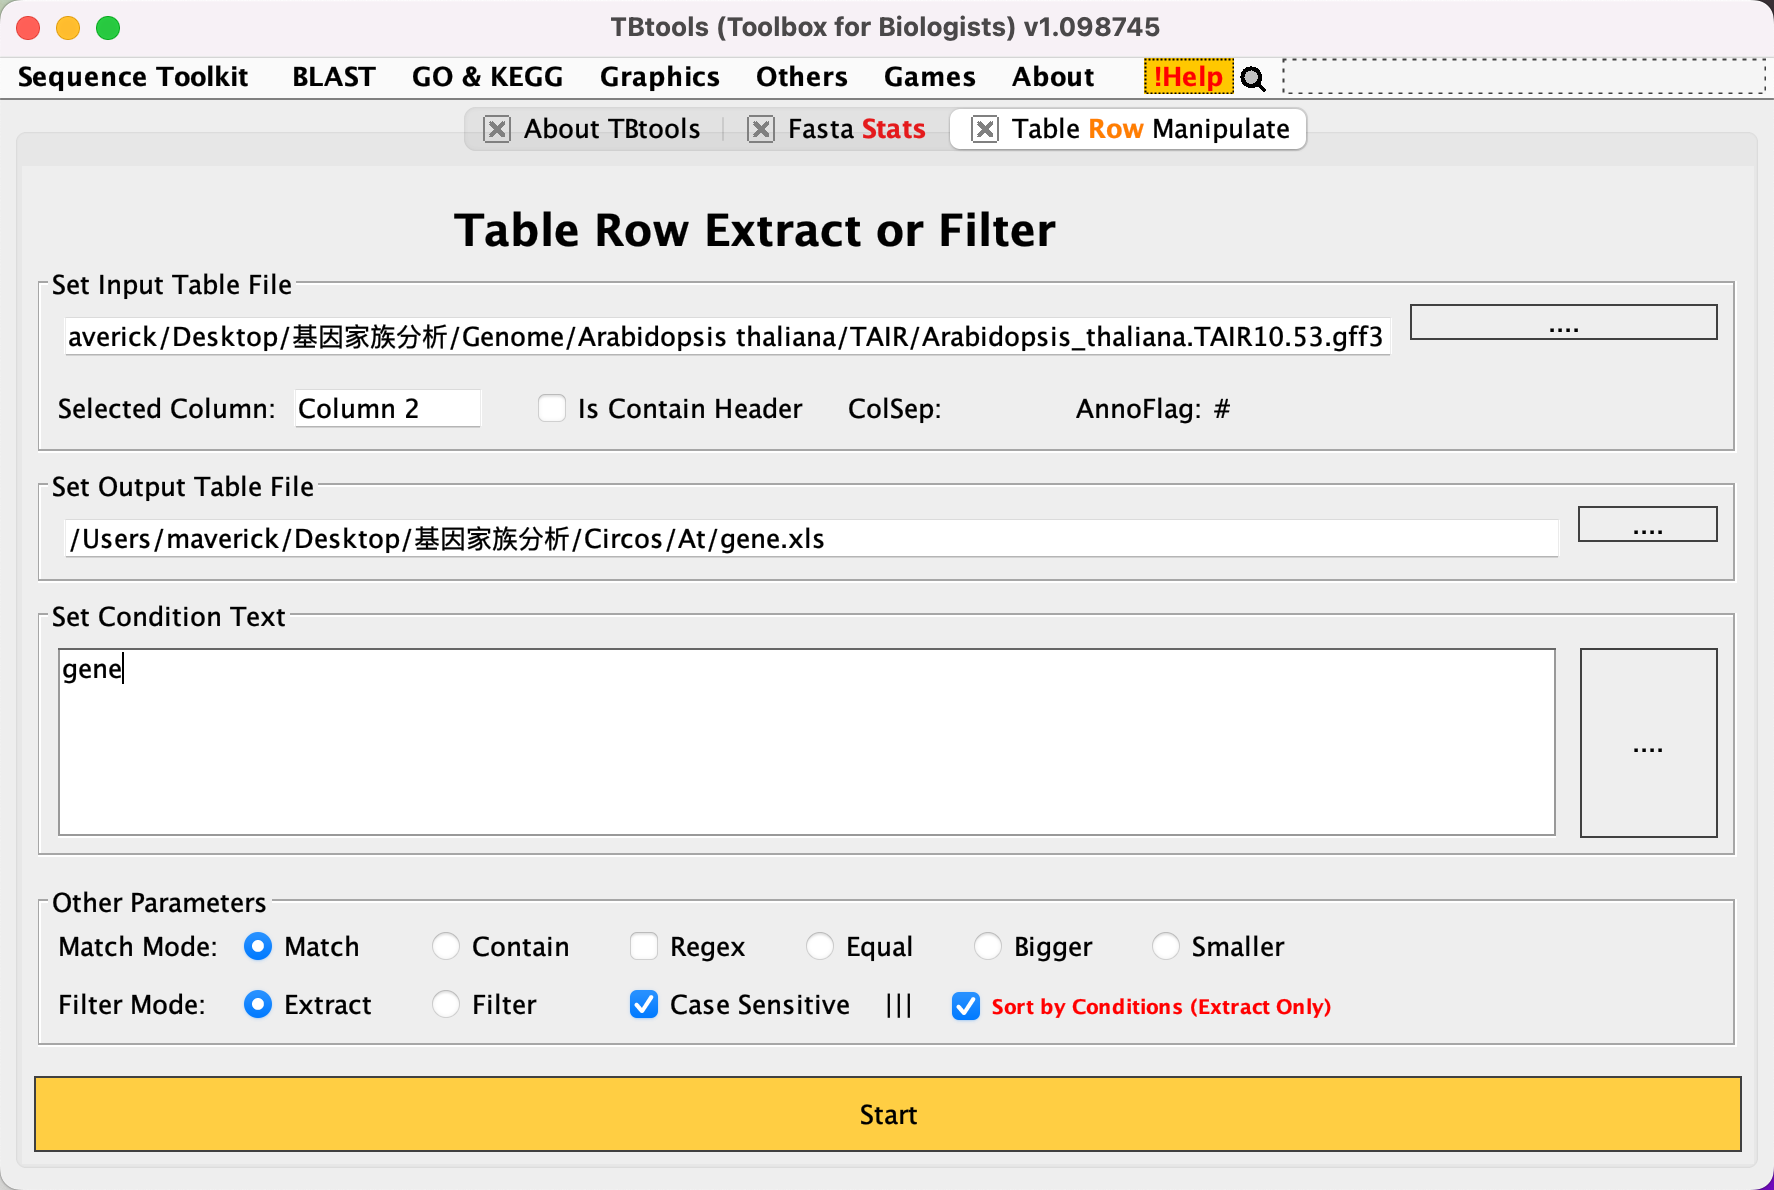 TBtools (Toolbox for Biologists) v1.098745
Sequence Toolkit BLAST GO & KEGG Graphics Others Games About !Help
About TBtools Fasta Stats Table Row Manipulate
Table Row Extract or Filter
Set Input Table File
averick/Desktop/基因家族分析/Genome/Arabidopsis thaliana/TAIR/Arabidopsis_thaliana.TAIR10.53.gff3 ....
Selected Column: Column 2 Is Contain Header ColSep: AnnoFlag: #
Set Output Table File
/Users/maverick/Desktop/基因家族分析/Circos/At/gene.xls ....
Set Condition Text
gene
....
Other Parameters
Match Mode: Match Contain Regex Equal Bigger Smaller
Filter Mode: Extract Filter Case Sensitive ||| Sort by Conditions (Extract Only)
Start